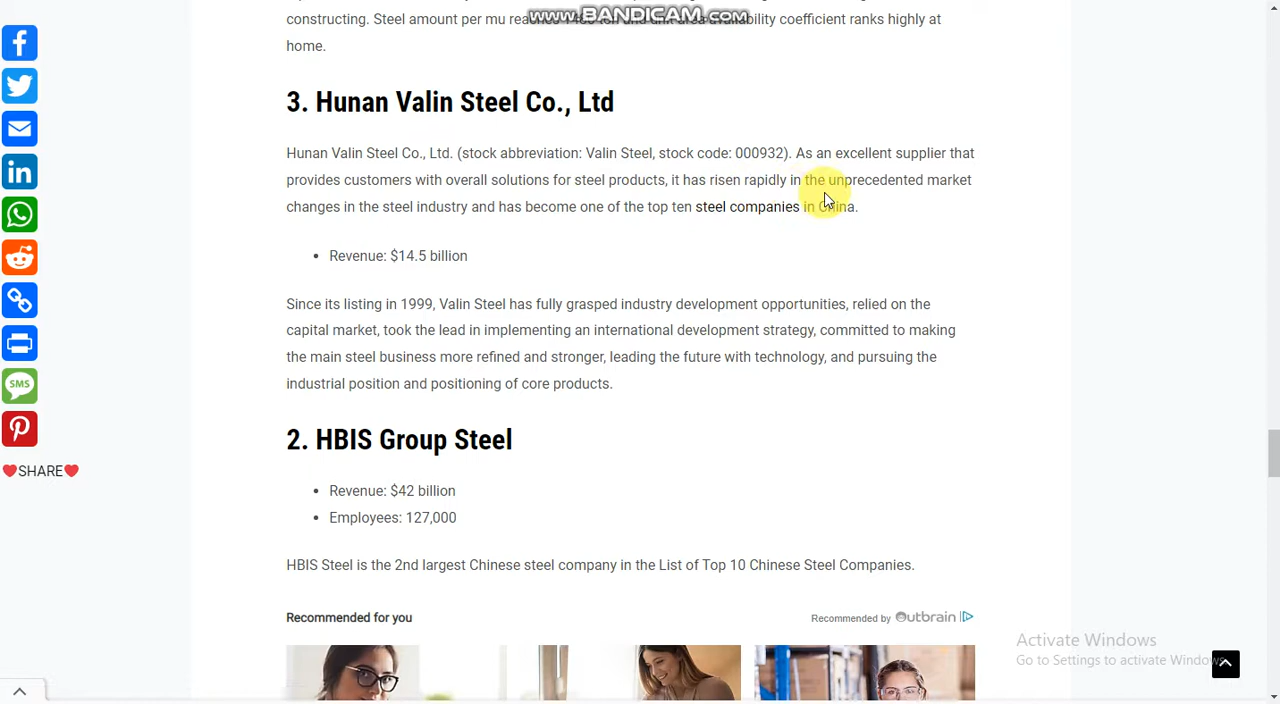 www.BANDICAM.com
constructing. Steel amount per mu reaches 1480 ton and unit area availability coefficient ranks highly at
home.
3. Hunan Valin Steel Co., Ltd
Hunan Valin Steel Co., Ltd. (stock abbreviation: Valin Steel, stock code: 000932). As an excellent supplier that
provides customers with overall solutions for steel products, it has risen rapidly in the unprecedented market
changes in the steel industry and has become one of the top ten steel companies in China.
• Revenue: $14.5 billion
Since its listing in 1999, Valin Steel has fully grasped industry development opportunities, relied on the
capital market, took the lead in implementing an international development strategy, committed to making
the main steel business more refined and stronger, leading the future with technology, and pursuing the
industrial position and positioning of core products.
2. HBIS Group Steel
• Revenue: $42 billion
• Employees: 127,000
HBIS Steel is the 2nd largest Chinese steel company in the List of Top 10 Chinese Steel Companies.
Recommended for you
Recommended by Outbrain
SMS
❤SHARE❤
Activate Windows
Go to Settings to activate Windows.